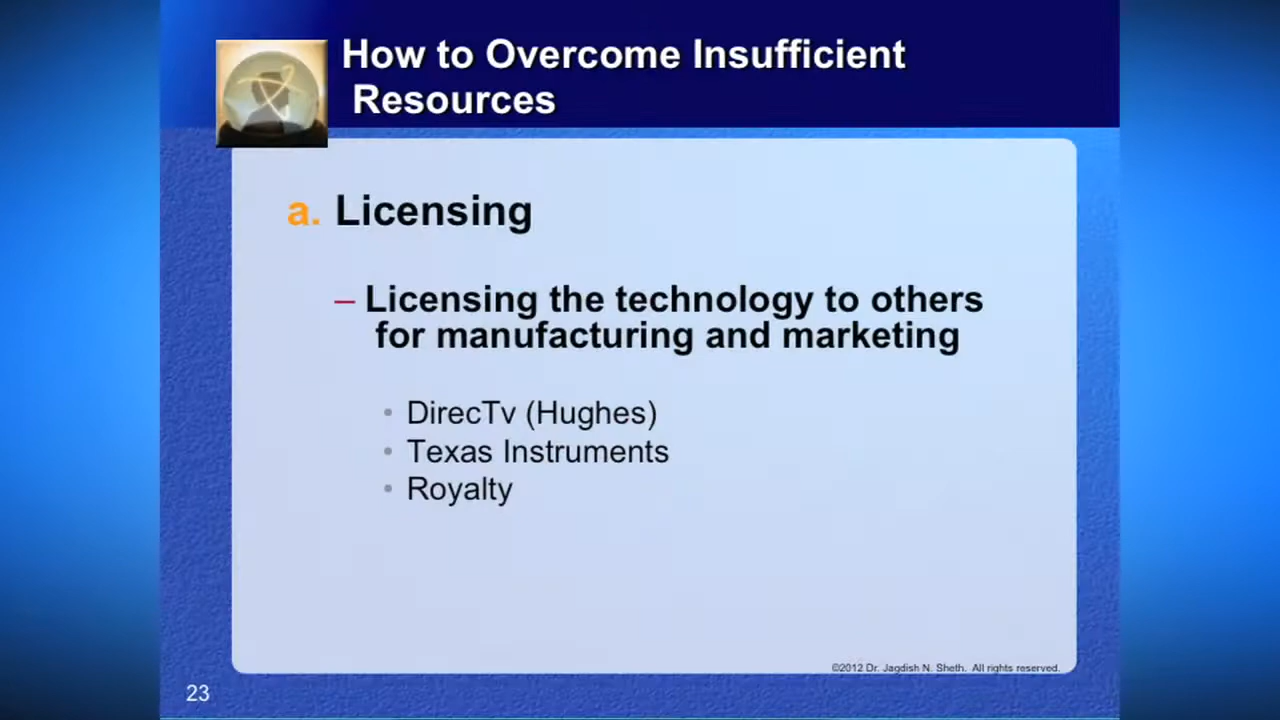 How to Overcome Insufficient
Resources
a. Licensing
– Licensing the technology to others
for manufacturing and marketing
• DirecTv (Hughes)
• Texas Instruments
• Royalty
©2012 Dr. Jagdish N. Sheth. All rights reserved.
23